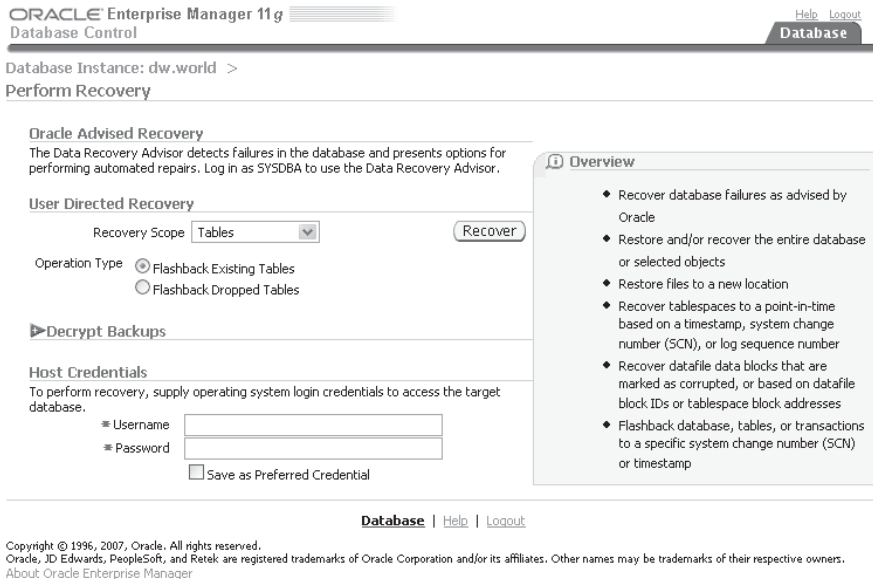 ORACLE Enterprise Manager 11g
Database Control
Help Logout
Database
Database Instance: dw.world >
Perform Recovery
Oracle Advised Recovery
The Data Recovery Advisor detects failures in the database and presents options for
performing automated repairs. Log in as SYSDBA to use the Data Recovery Advisor.
User Directed Recovery
Recovery Scope Tables
Recover
Operation Type Flashback Existing Tables
Flashback Dropped Tables
Decrypt Backups
Host Credentials
To perform recovery, supply operating system login credentials to access the target
database.
* Username
* Password
Save as Preferred Credential
Overview
Recover database failures as advised by
Oracle
Restore and/or recover the entire database
or selected objects
Restore files to a new location
Recover tablespaces to a point-in-time
based on a timestamp, system change
number (SCN), or log sequence number
Recover datafile data blocks that are
marked as corrupted, or based on datafile
block IDs or tablespace block addresses
Flashback database, tables, or transactions
to a specific system change number (SCN)
or timestamp
Database | Help | Logout
Copyright © 1996, 2007, Oracle. All rights reserved.
Oracle, JD Edwards, PeopleSoft, and Retek are registered trademarks of Oracle Corporation and/or its affiliates. Other names may be trademarks of their respective owners.
About Oracle Enterprise Manager